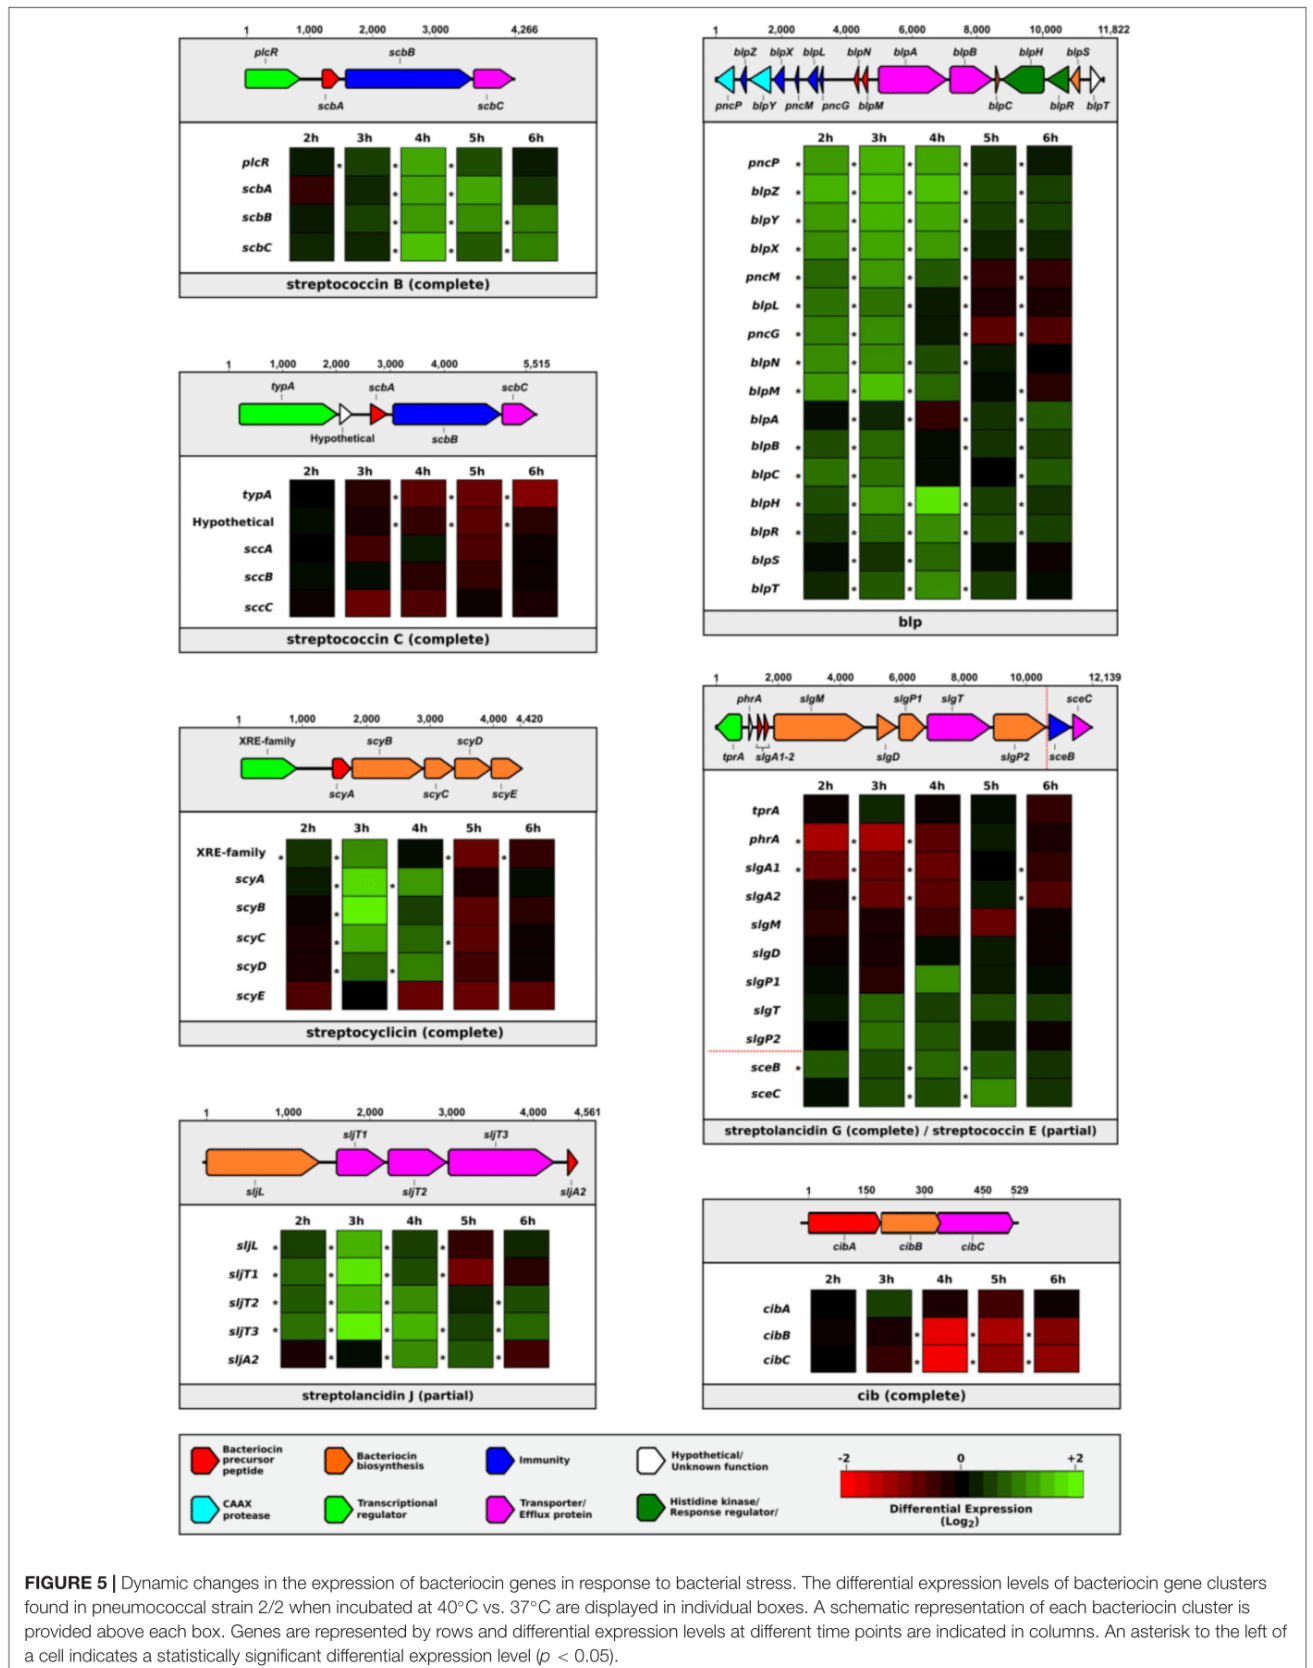 1 1,000 2,000 3,000 4,266
plcR scbB
scbA scbC
2h 3h 4h 5h 6h
plcR * * *
scbA * *
scbB * * *
scbC * *
streptococcin B (complete)
1 1,000 2,000 3,000 4,000 5,515
typA scbA scbC
Hypothetical scbB
2h 3h 4h 5h 6h
typA * * *
Hypothetical * * *
sccA
sccB
sccC
streptococcin C (complete)
1 1,000 2,000 3,000 4,000 4,420
XRE-family scyB scyD
scyA scyC scyE
2h 3h 4h 5h 6h
XRE-family * * * *
scyA * *
scyB *
scyC * *
scyD * *
scyE
streptocyclicin (complete)
1 1,000 2,000 3,000 4,000 4,561
sljT1 sljT3
sljL sljT2 sljA2
2h 3h 4h 5h 6h
sljL * * * *
sljT1 * * * *
sljT2 * * * *
sljT3 * * * * *
sljA2 * * *
streptolancidin J (partial)
1 2,000 4,000 6,000 8,000 10,000 11,822
blpZ blpX blpL blpN blpA blpB blpH blpS
pncP blpY pncM pncG blpM blpC blpR blpT
2h 3h 4h 5h 6h
pncP * * * * *
blpZ * * * * *
blpY * * * * *
blpX * * * * *
pncM * * * * *
blpL * * * *
pncG * * * *
blpN * * * * *
blpM * * * *
blpA * * *
blpB * * * *
blpC * * *
blpH * * * * *
blpR * * * * *
blpS * *
blpT * * *
blp
1 2,000 4,000 6,000 8,000 10,000 12,139
phrA slgM slgP1 slgT sceC
tprA slgA1-2 slgD slgP2 sceB
2h 3h 4h 5h 6h
tprA
phrA * * *
slgA1 * * * *
slgA2 * * *
slgM
slgD
slgP1
slgT
slgP2
sceB * * * *
sceC * *
streptolancidin G (complete) / streptococcin E (partial)
1 150 300 450 529
cibA cibB cibC
2h 3h 4h 5h 6h
cibA
cibB * * *
cibC * * *
cib (complete)
Bacteriocin
precursor
peptide
Bacteriocin
biosynthesis
Immunity
Hypothetical/
Unknown function
CAAX
protease
Transcriptional
regulator
Transporter/
Efflux protein
Histidine kinase/
Response regulator/
-2 0 +2
Differential Expression
(Log2)
FIGURE 5 | Dynamic changes in the expression of bacteriocin genes in response to bacterial stress. The differential expression levels of bacteriocin gene clusters
found in pneumococcal strain 2/2 when incubated at 40°C vs. 37°C are displayed in individual boxes. A schematic representation of each bacteriocin cluster is
provided above each box. Genes are represented by rows and differential expression levels at different time points are indicated in columns. An asterisk to the left of
a cell indicates a statistically significant differential expression level (p < 0.05).